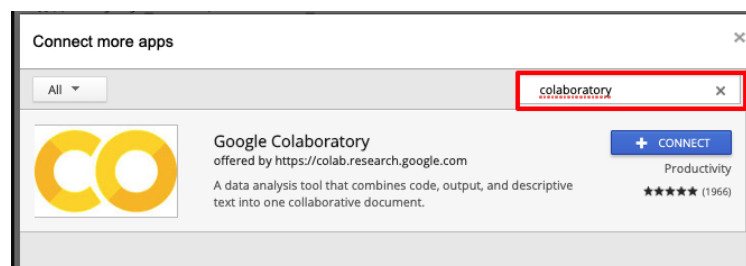 Connect more apps
All
colaboratory
Google Colaboratory
offered by https://colab.research.google.com
A data analysis tool that combines code, output, and descriptive
text into one collaborative document.
CONNECT
Productivity
(1966)